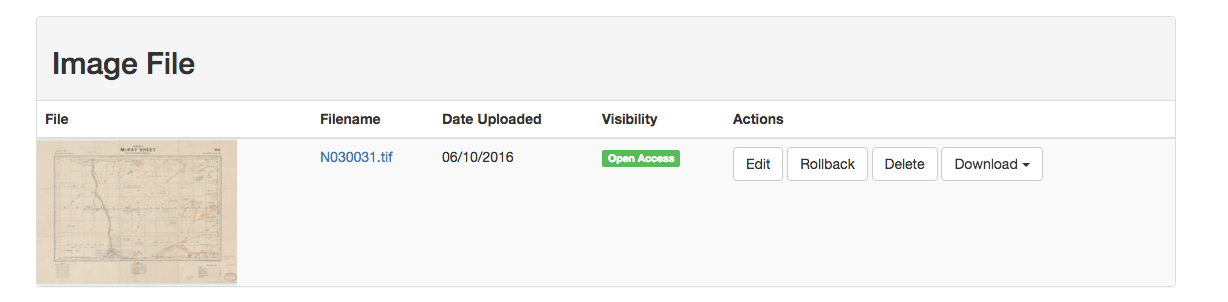 Image File
File Filename Date Uploaded Visibility Actions
McKAY SHEET
N030031.tif 06/10/2016 Open Access Edit Rollback Delete Download